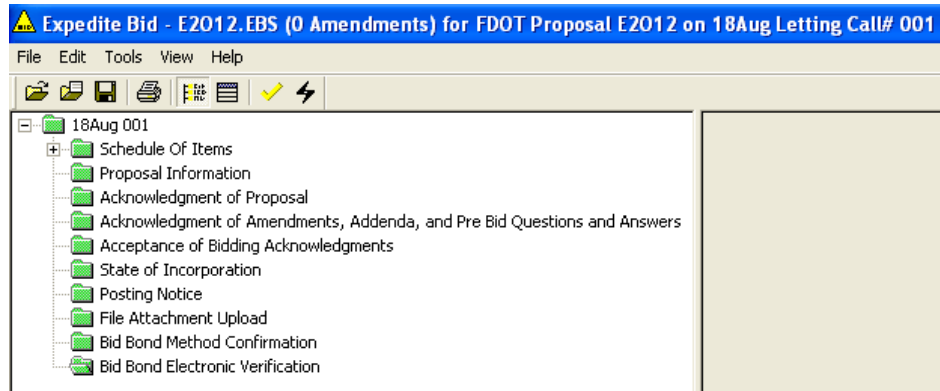 Expedite Bid - E2O12.EBS (0 Amendments) for FDOT Proposal E2O12 on 18Aug Letting Call# 001
File Edit Tools View Help
18Aug 001
Schedule Of Items
Proposal Information
Acknowledgment of Proposal
Acknowledgment of Amendments, Addenda, and Pre Bid Questions and Answers
Acceptance of Bidding Acknowledgments
State of Incorporation
Posting Notice
File Attachment Upload
Bid Bond Method Confirmation
Bid Bond Electronic Verification